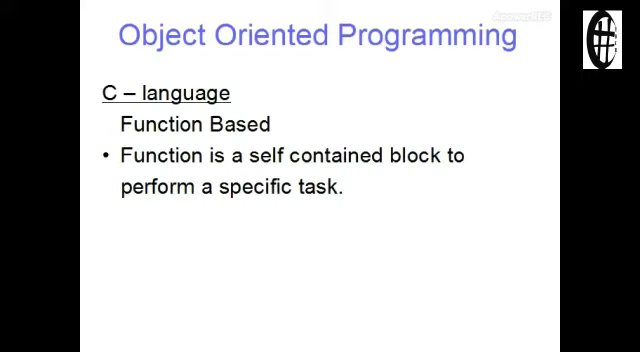 Object Oriented Programming
C – language
Function Based
• Function is a self contained block to
perform a specific task.